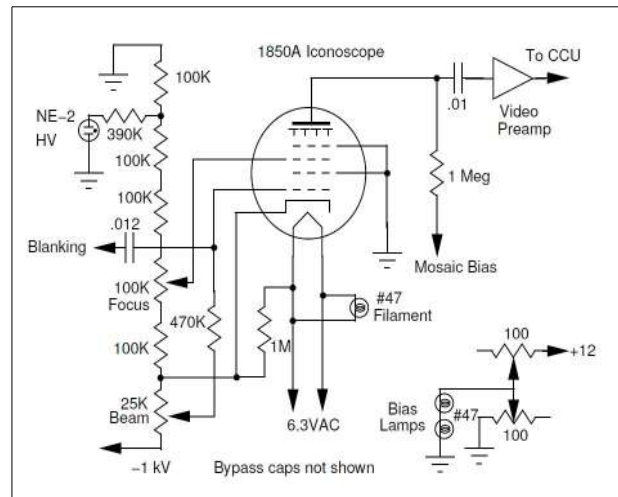 1850A Iconoscope
To CCU
100K
.01
Video
Preamp
NE-2
HV
390K
100K
1 Meg
100K
.012
Blanking
Mosaic Bias
100K
Focus
#47
Filament
470K
1M
100K
100
+12
25K
Beam
6.3VAC
Bias
Lamps
#47
100
−1 kV
Bypass caps not shown